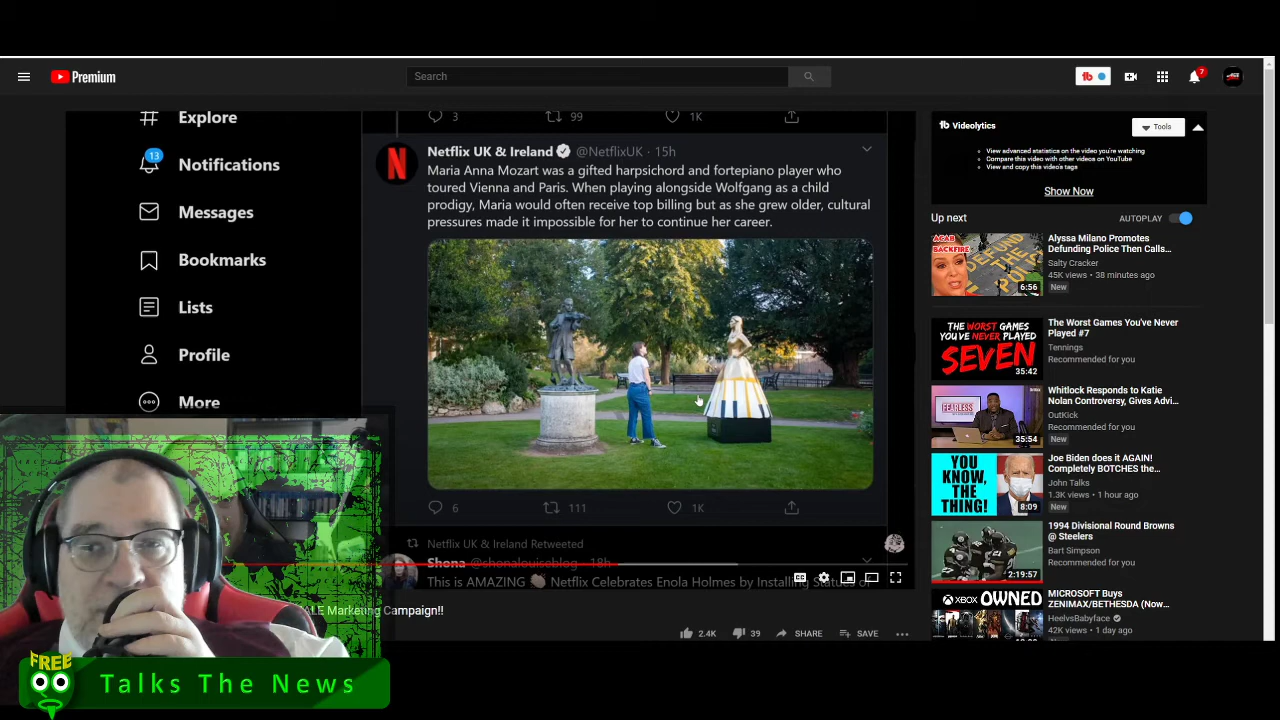 Premium
Search
7
Explore
3
99
1K
Videolytics
Tools
View advanced statistics on the video you're watching
Compare this video with other videos on YouTube
View and copy this video's tags
Show Now
13
Notifications
Messages
Bookmarks
Lists
Profile
More
Netflix UK & Ireland @NetflixUK · 15h
Maria Anna Mozart was a gifted harpsichord and fortepiano player who
toured Vienna and Paris. When playing alongside Wolfgang as a child
prodigy, Maria would often receive top billing but as she grew older, cultural
pressures made it impossible for her to continue her career.
6
111
1K
Netflix UK & Ireland Retweeted
Shona @shonalouiseblog · 18h
This is AMAZING Netflix Celebrates Enola Holmes by Installing Statues of
ALE Marketing Campaign!!
2.4K
39
SHARE
SAVE
Up next
AUTOPLAY
ACAB
BACKFIRE
6:56
Alyssa Milano Promotes
Defunding Police Then Calls...
Salty Cracker
45K views • 38 minutes ago
New
THE WORST GAMES
YOU'VE NEVER PLAYED
SEVEN
35:42
The Worst Games You've Never
Played #7
Tennings
Recommended for you
FEARLESS
35:54
Whitlock Responds to Katie
Nolan Controversy, Gives Advi...
OutKick
Recommended for you
New
YOU
KNOW,
THE
THING!
8:09
Joe Biden does it AGAIN!
Completely BOTCHES the...
John Talks
1.3K views • 1 hour ago
New
2:19:57
1994 Divisional Round Browns
@ Steelers
Bart Simpson
Recommended for you
XBOX OWNED
MICROSOFT Buys
ZENIMAX/BETHESDA (Now...
HeelvsBabyface
42K views • 1 day ago
New
FREE
Talks The News